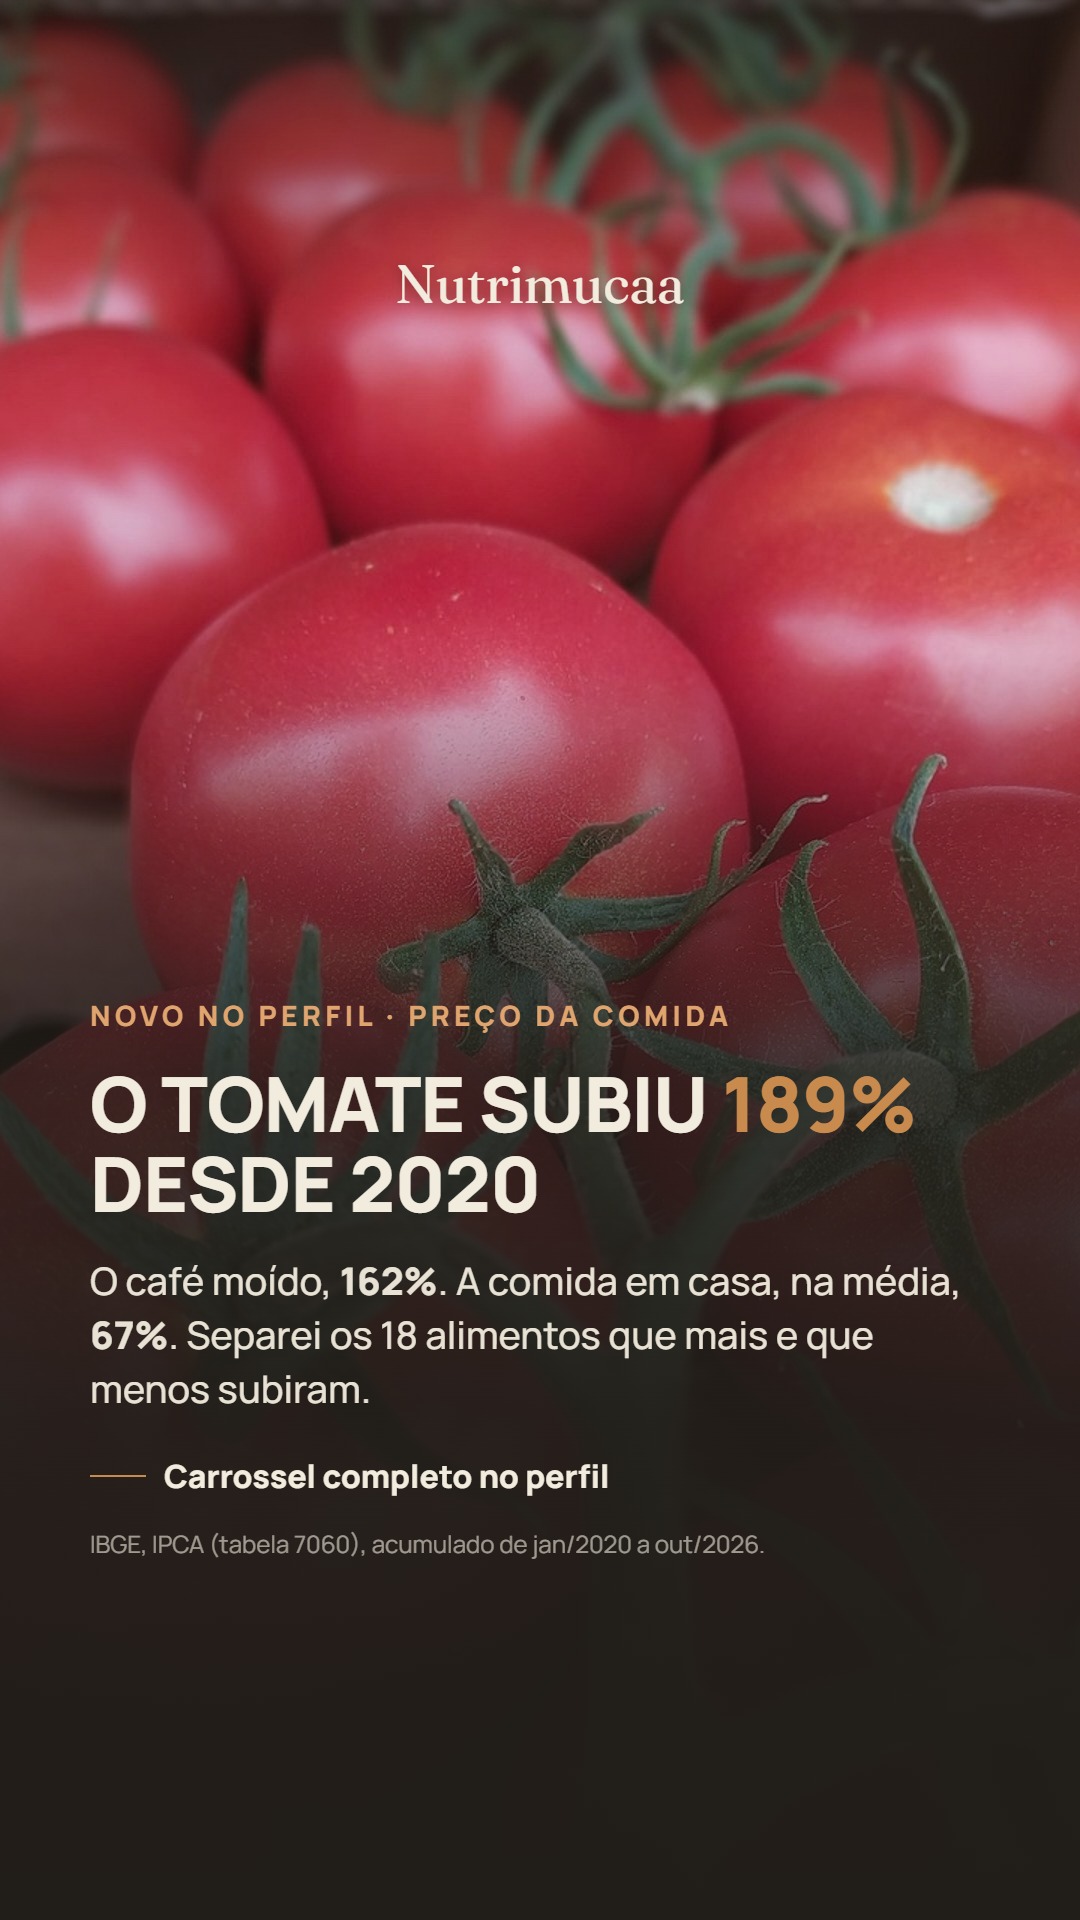 Nutrimucaa
NOVO NO PERFIL · PREÇO DA COMIDA
O TOMATE SUBIU 189%
DESDE 2020
O café moído, 162%. A comida em casa, na média,
67%. Separei os 18 alimentos que mais e que
menos subiram.
Carrossel completo no perfil
IBGE, IPCA (tabela 7060), acumulado de jan/2020 a out/2026.